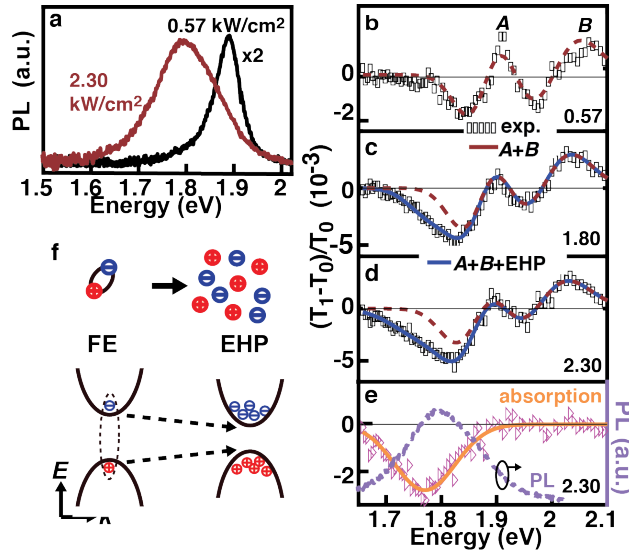 a
0.57 kW/cm²
x2
2.30
kW/cm²
PL (a.u.)
1.5 1.6 1.7 1.8 1.9 2
Energy (eV)
b
A
B
0
-2
0.57
exp.
c
A+B
0
-5
1.80
d
A+B+EHP
0
-5
2.30
(T₁-T₀)/T₀ (10⁻³)
e
absorption
0
-2
PL
2.30
PL (a.u.)
1.7 1.8 1.9 2 2.1
Energy (eV)
f
FE
EHP
E